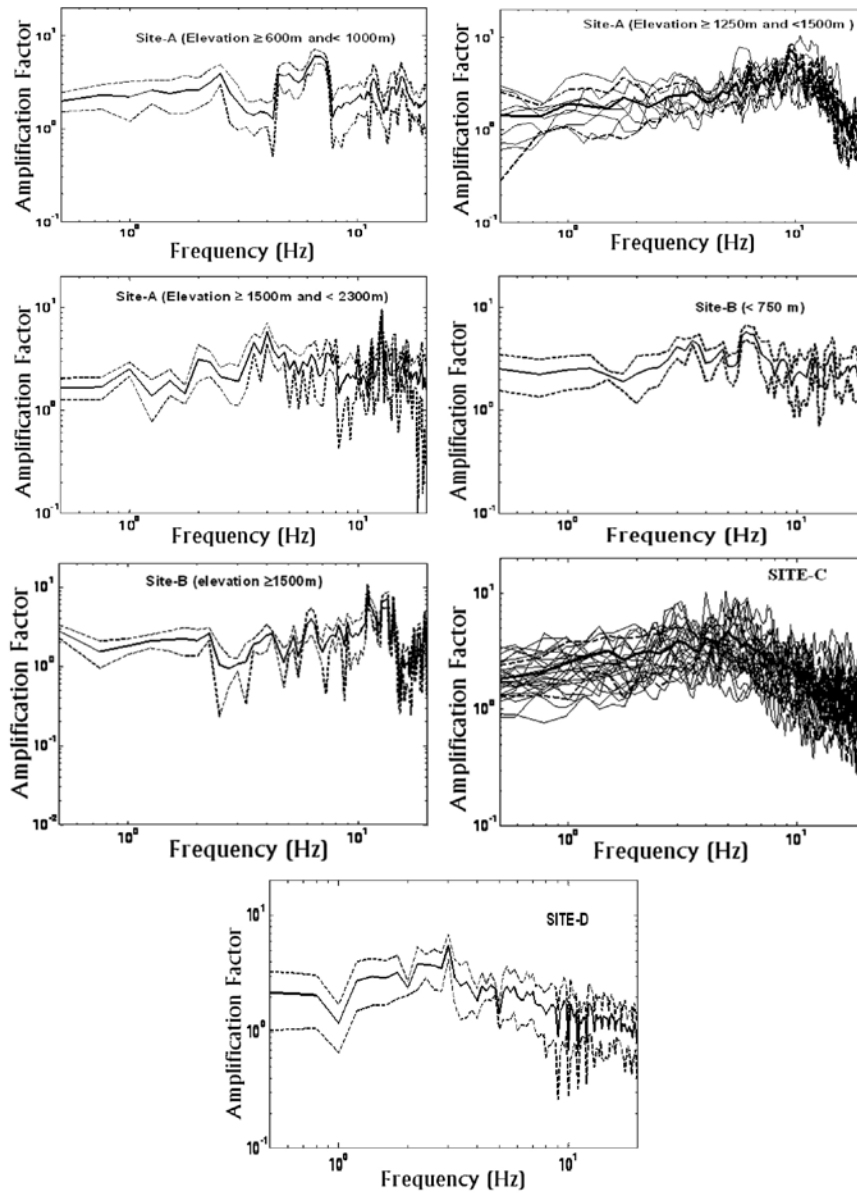 Site-A (Elevation ≥ 600m and< 1000m)
Amplification Factor
10¹
10⁰
10⁻¹
10⁰
10¹
Frequency (Hz)
Site-A (Elevation ≥ 1250m and <1500m )
Amplification Factor
10¹
10⁰
10⁻¹
10⁰
10¹
Frequency (Hz)
Site-A (Elevation ≥ 1500m and < 2300m)
Amplification Factor
10¹
10⁰
10⁻¹
10⁰
10¹
Frequency (Hz)
Site-B (< 750 m)
Amplification Factor
10¹
10⁰
10⁻¹
10⁰
10¹
Frequency (Hz)
Site-B (elevation ≥1500m)
Amplification Factor
10¹
10⁰
10⁻¹
10⁻²
10⁰
10¹
Frequency (Hz)
SITE-C
Amplification Factor
10¹
10⁰
10⁻¹
10⁰
10¹
Frequency (Hz)
SITE-D
Amplification Factor
10¹
10⁰
10⁻¹
10⁰
10¹
Frequency (Hz)